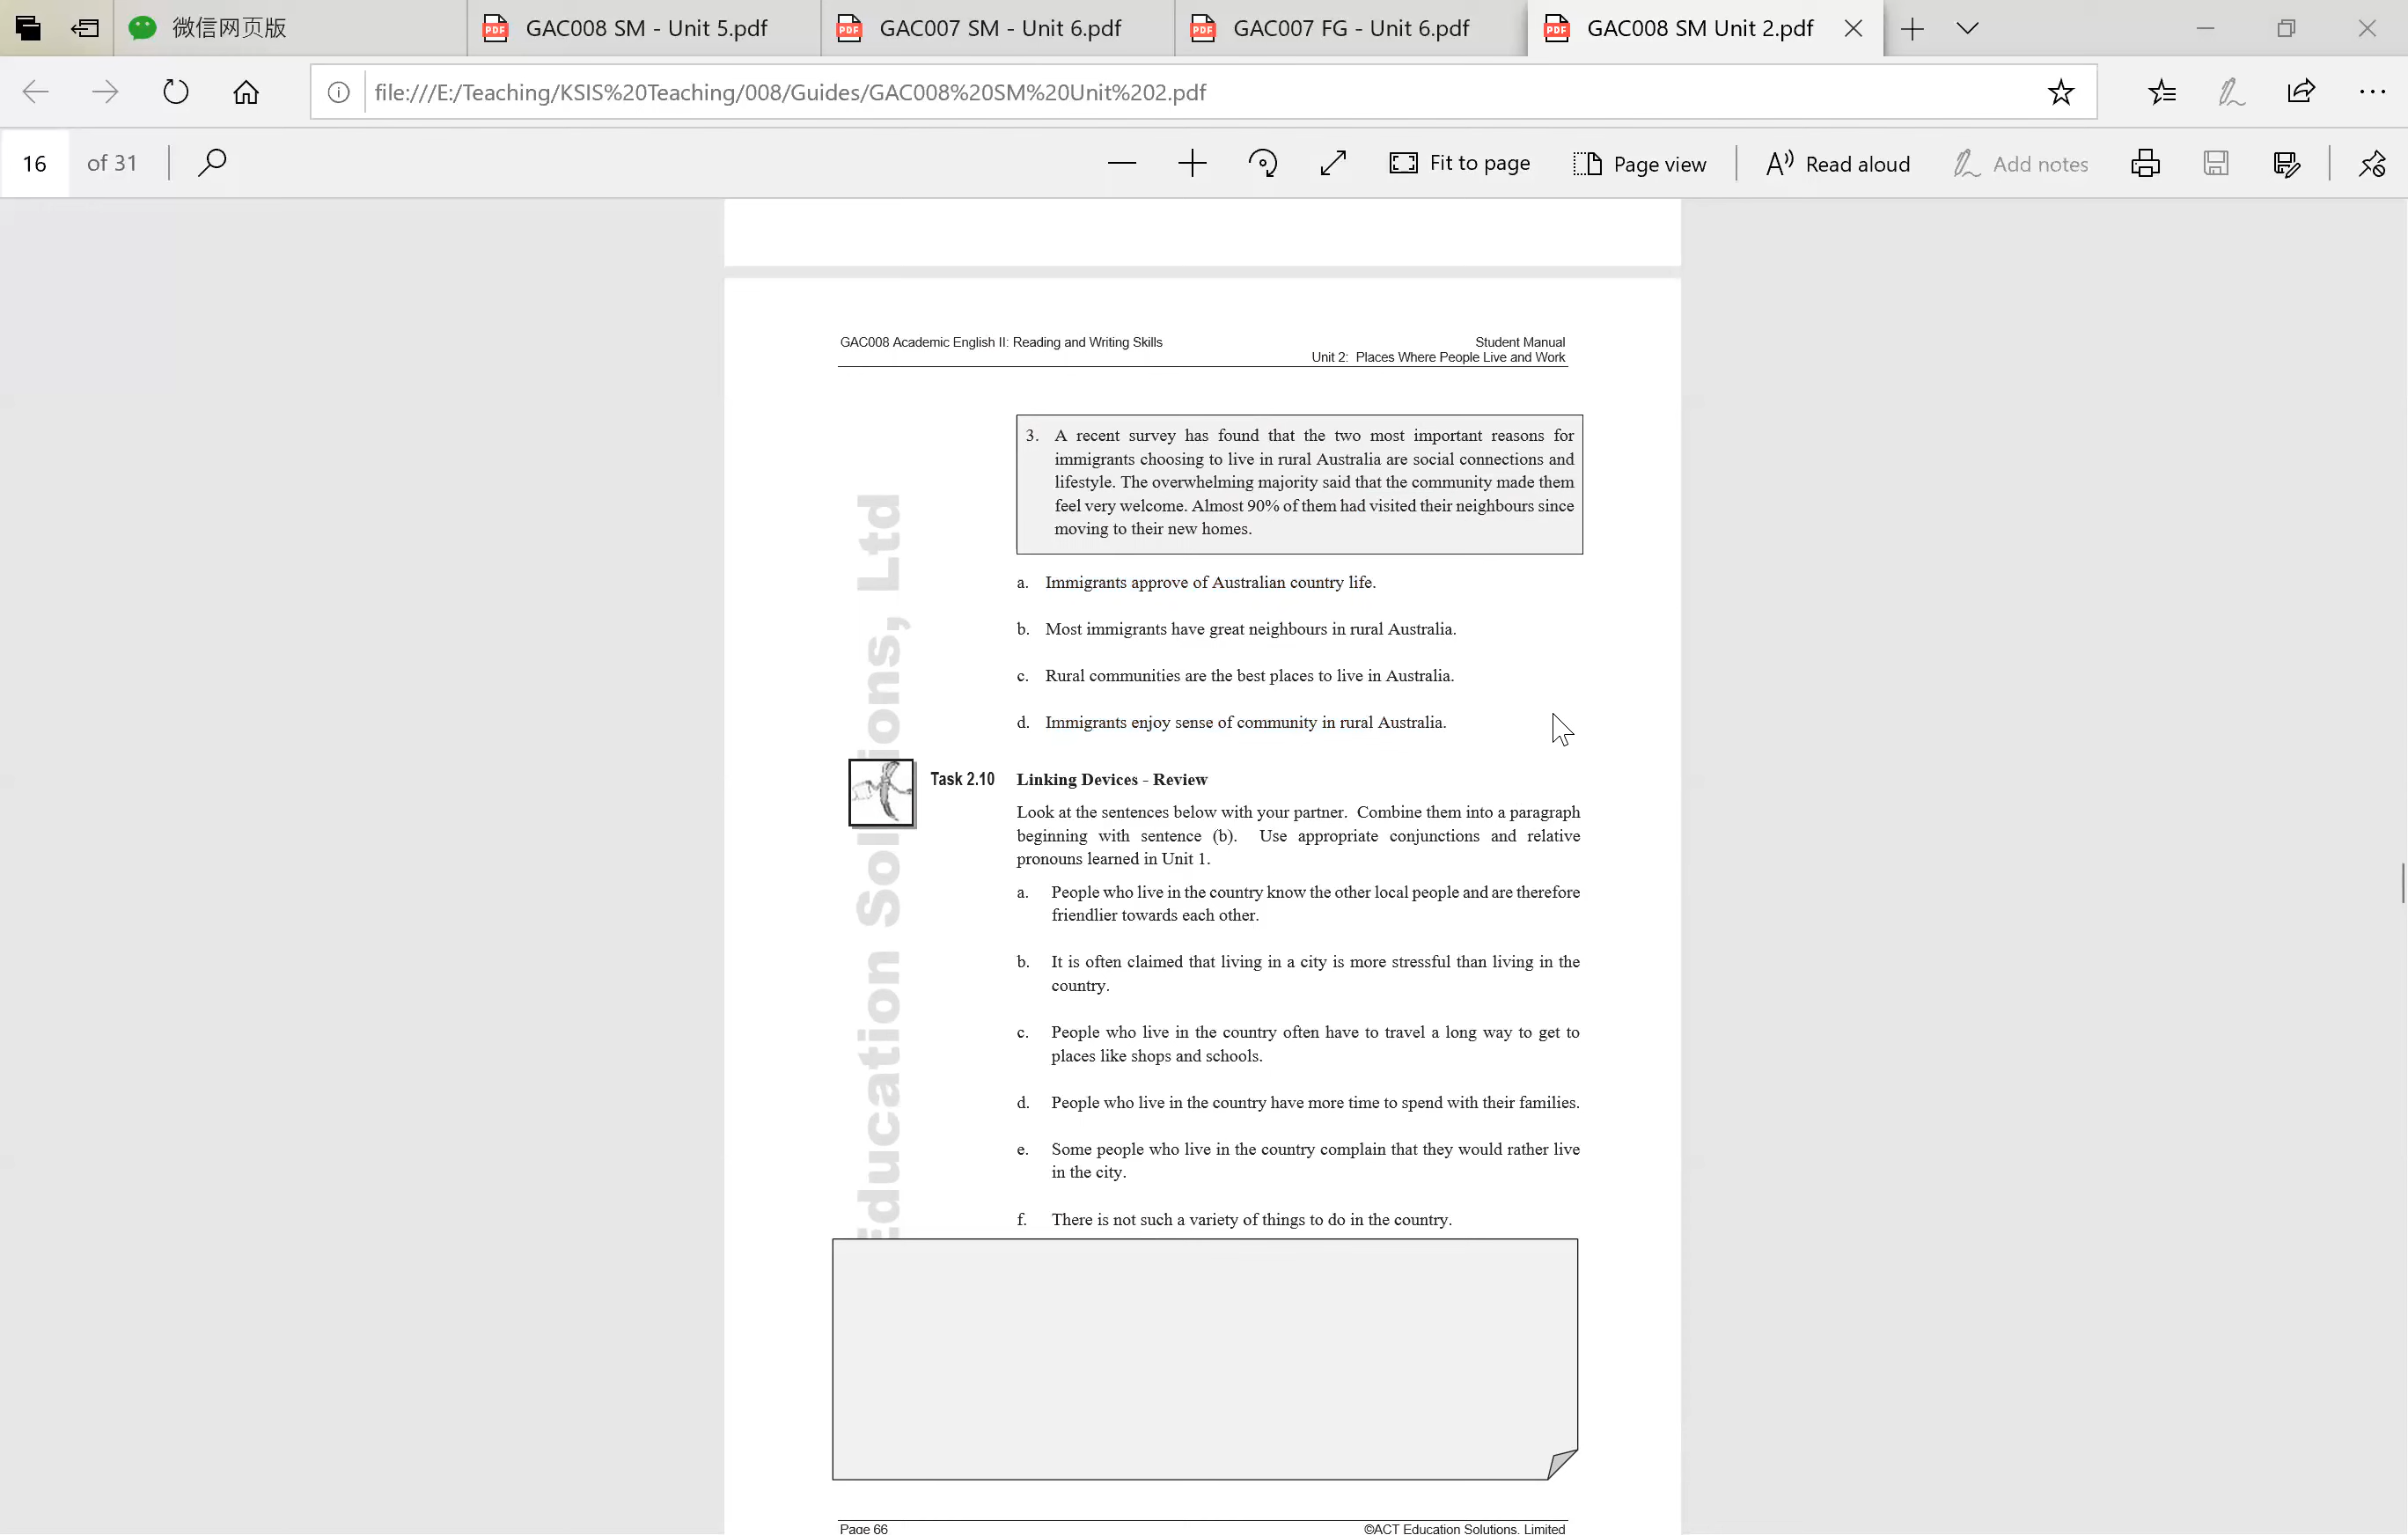 微信网页版
GAC008 SM - Unit 5.pdf
GAC007 SM - Unit 6.pdf
GAC007 FG - Unit 6.pdf
GAC008 SM Unit 2.pdf
file:///E:/Teaching/KSIS%20Teaching/008/Guides/GAC008%20SM%20Unit%202.pdf
16 of 31
Fit to page
Page view
Read aloud
Add notes
GAC008 Academic English II: Reading and Writing Skills
Student Manual
Unit 2: Places Where People Live and Work
3. A recent survey has found that the two most important reasons for
immigrants choosing to live in rural Australia are social connections and
lifestyle. The overwhelming majority said that the community made them
feel very welcome. Almost 90% of them had visited their neighbours since
moving to their new homes.
a. Immigrants approve of Australian country life.
b. Most immigrants have great neighbours in rural Australia.
c. Rural communities are the best places to live in Australia.
d. Immigrants enjoy sense of community in rural Australia.
Task 2.10 Linking Devices - Review
Look at the sentences below with your partner. Combine them into a paragraph
beginning with sentence (b). Use appropriate conjunctions and relative
pronouns learned in Unit 1.
a. People who live in the country know the other local people and are therefore
friendlier towards each other.
b. It is often claimed that living in a city is more stressful than living in the
country.
c. People who live in the country often have to travel a long way to get to
places like shops and schools.
d. People who live in the country have more time to spend with their families.
e. Some people who live in the country complain that they would rather live
in the city.
f. There is not such a variety of things to do in the country.
Education Solutions, Ltd
Page 66
©ACT Education Solutions, Limited